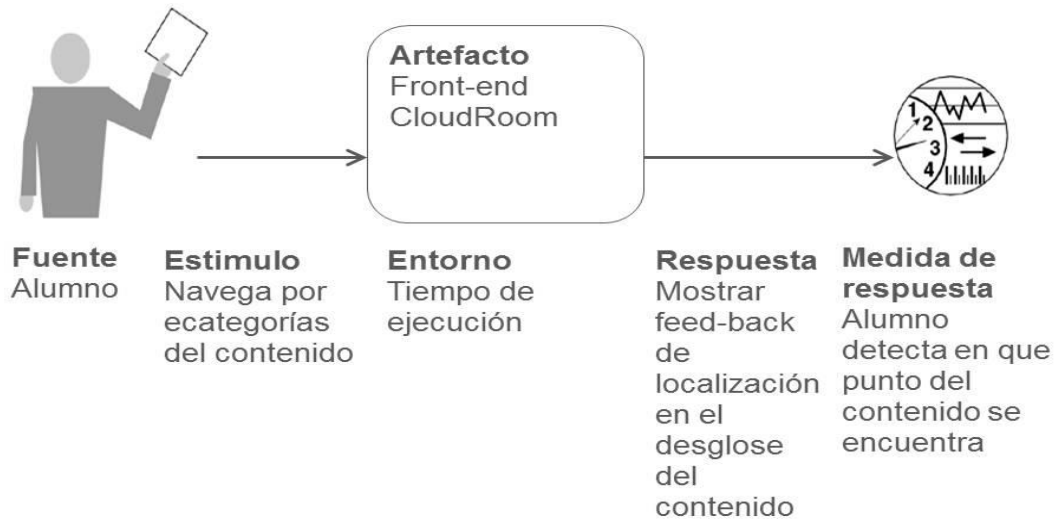 Artefacto
Front-end
CloudRoom
1
2
3
4
Fuente
Alumno
Estimulo
Navega por
ecategorías
del contenido
Entorno
Tiempo de
ejecución
Respuesta
Mostrar
feed-back
de
localización
en el
desglose
del
contenido
Medida de
respuesta
Alumno
detecta en que
punto del
contenido se
encuentra